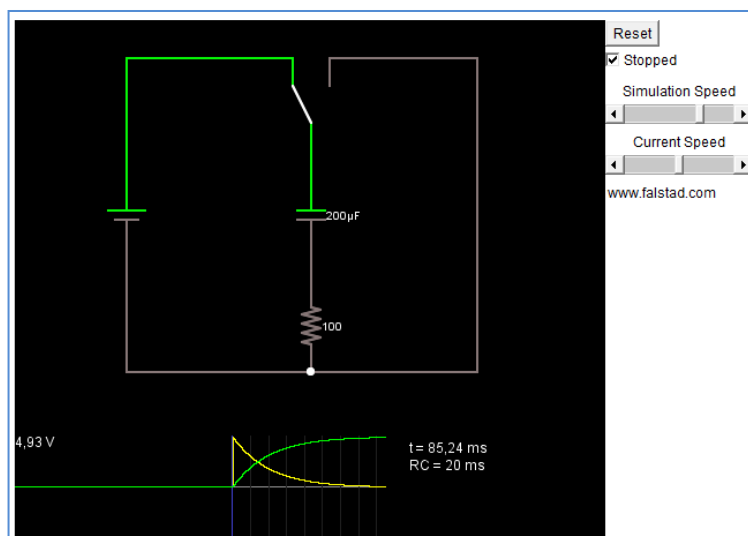 Reset
Stopped
Simulation Speed
Current Speed
www.falstad.com
200µF
100
4,93 V
t = 85,24 ms
RC = 20 ms